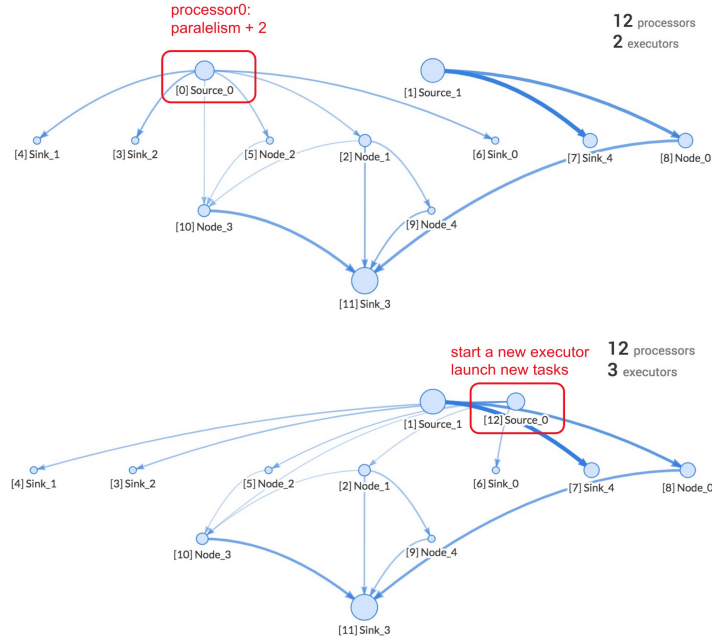 processor0:
paralelism + 2
12 processors
2 executors
[0] Source_0
[1] Source_1
[4] Sink_1
[3] Sink_2
[5] Node_2
[2] Node_1
[6] Sink_0
[7] Sink_4
[8] Node_0
[10] Node_3
[9] Node_4
[11] Sink_3
start a new executor
launch new tasks
12 processors
3 executors
[1] Source_1
[12] Source_0
[4] Sink_1
[3] Sink_2
[5] Node_2
[2] Node_1
[6] Sink_0
[7] Sink_4
[8] Node_0
[10] Node_3
[9] Node_4
[11] Sink_3